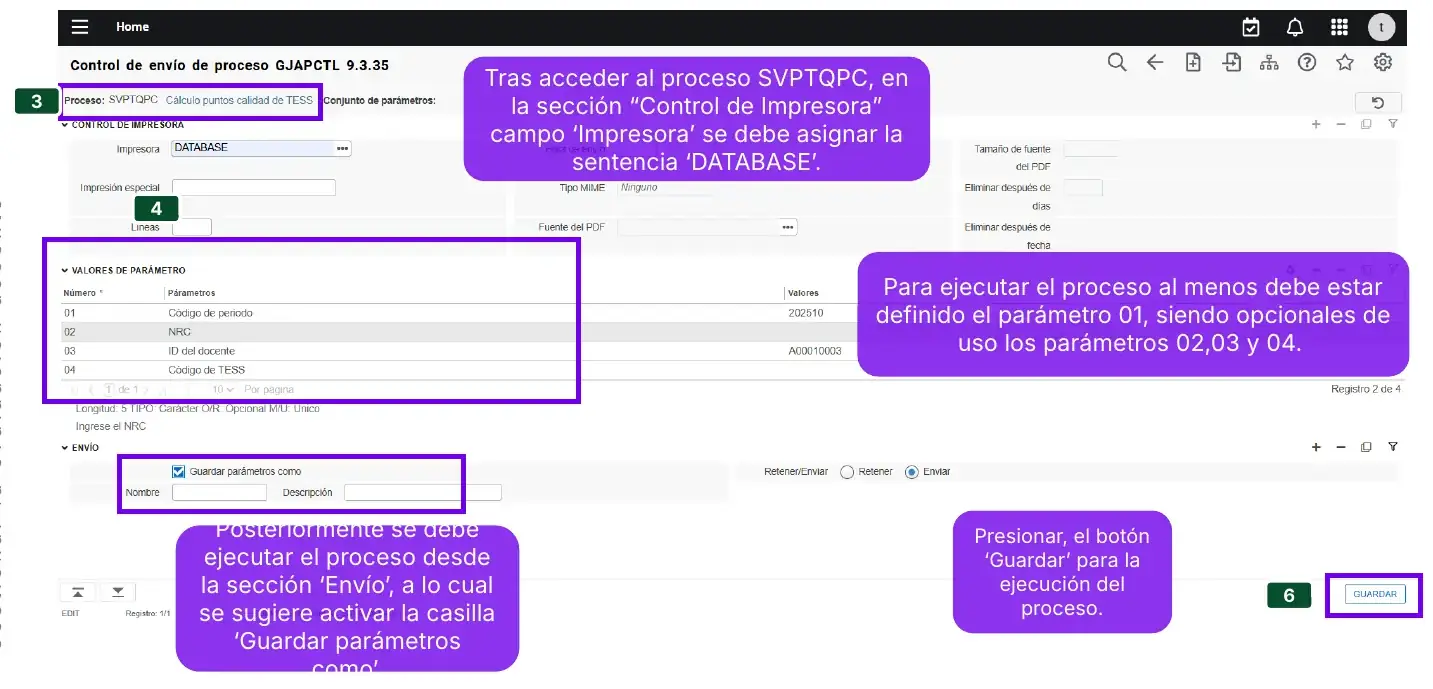 Home
t
Control de envío de proceso GJAPCTL 9.3.35
3
Proceso: SVPTQPC Cálculo puntos calidad de TESS Conjunto de parámetros:
Tras acceder al proceso SVPTQPC, en
la sección “Control de Impresora”
campo ‘Impresora’ se debe asignar la
sentencia ‘DATABASE’.
CONTROL DE IMPRESORA
Impresora DATABASE
Tamaño de fuente
del PDF
Impresión especial
Tipo MIME Ninguno
Eliminar después de
días
4
Líneas
Fuente del PDF
Eliminar después de
fecha
VALORES DE PARÁMETRO
Número * Párametros Valores
01 Código de periodo 202510
02 NRC
03 ID del docente A00010003
04 Código de TESS
1 de 1 10 Por página
Registro 2 de 4
Para ejecutar el proceso al menos debe estar
definido el parámetro 01, siendo opcionales de
uso los parámetros 02,03 y 04.
Longitud: 5 TIPO: Carácter O/R: Opcional M/U: Único
Ingrese el NRC
ENVÍO
Guardar parámetros como
Retener/Enviar Retener Enviar
Nombre Descripción
Posteriormente se debe
ejecutar el proceso desde
la sección ‘Envío’, a lo cual
se sugiere activar la casilla
‘Guardar parámetros
como’
Presionar, el botón
‘Guardar’ para la
ejecución del
proceso.
6
GUARDAR
EDIT Registro: 1/1